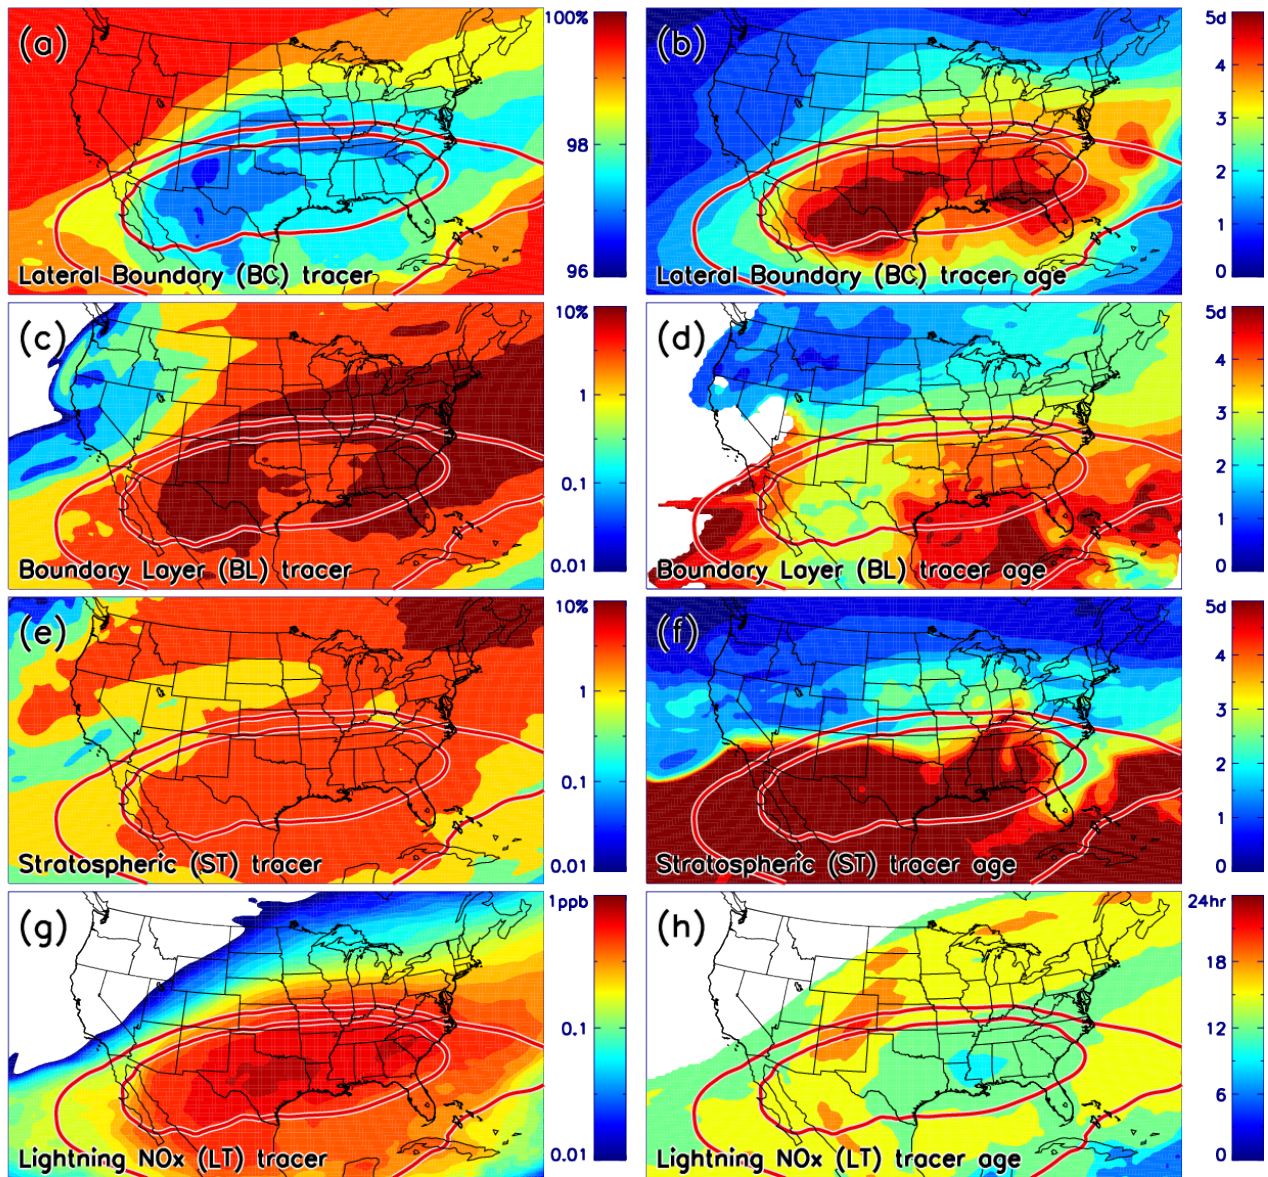 (a)
Lateral Boundary (BC) tracer
100%
98
96
(b)
Lateral Boundary (BC) tracer age
5d
4
3
2
1
0
(c)
Boundary Layer (BL) tracer
10%
1
0.1
0.01
(d)
Boundary Layer (BL) tracer age
5d
4
3
2
1
0
(e)
Stratospheric (ST) tracer
10%
1
0.1
0.01
(f)
Stratospheric (ST) tracer age
5d
4
3
2
1
0
(g)
Lightning NOx (LT) tracer
1ppb
0.1
0.01
(h)
Lightning NOx (LT) tracer age
24hr
18
12
6
0